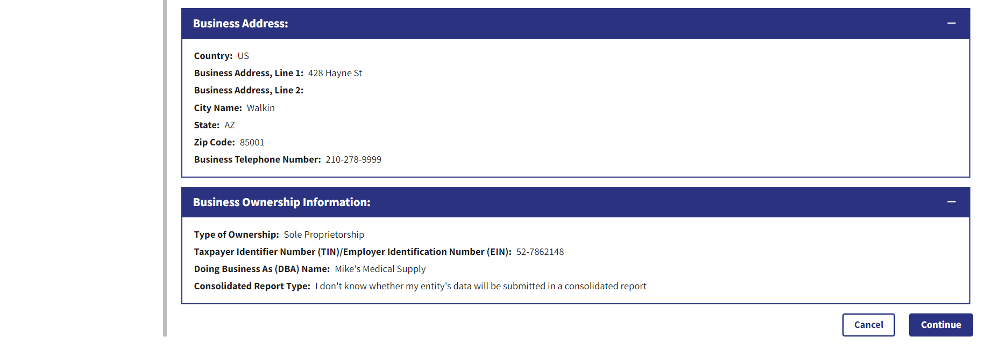 Business Address:
Country: US
Business Address, Line 1: 428 Hayne St
Business Address, Line 2:
City Name: Walkin
State: AZ
Zip Code: 85001
Business Telephone Number: 210-278-9999
Business Ownership Information:
Type of Ownership: Sole Proprietorship
Taxpayer Identifier Number (TIN)/Employer Identification Number (EIN): 52-7862148
Doing Business As (DBA) Name: Mike's Medical Supply
Consolidated Report Type: I don't know whether my entity's data will be submitted in a consolidated report
Cancel Continue